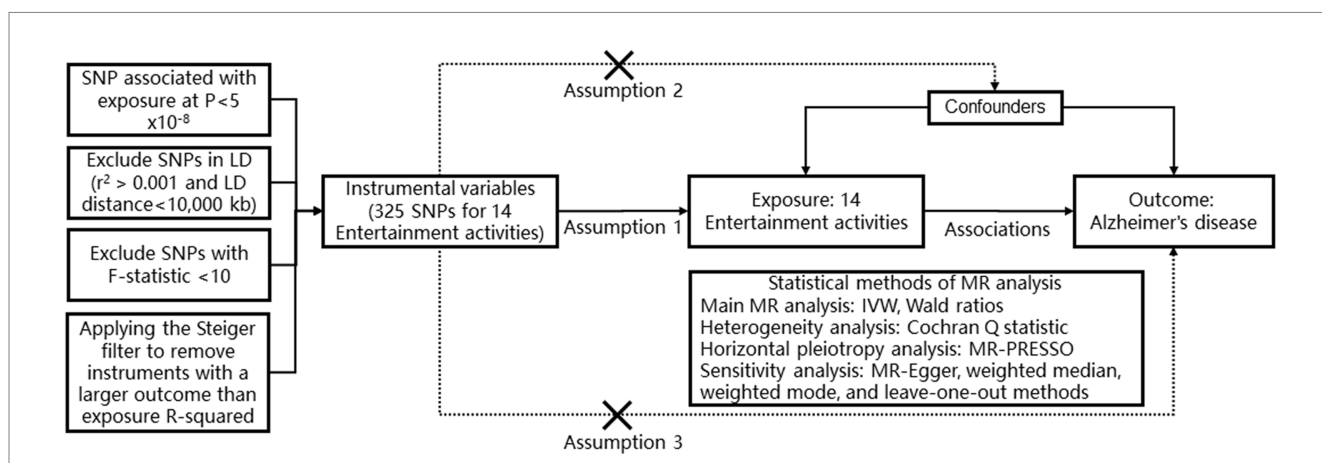 SNP associated with
exposure at P<5
x10⁻⁸
Exclude SNPs in LD
(r² > 0.001 and LD
distance<10,000 kb)
Exclude SNPs with
F-statistic <10
Applying the Steiger
filter to remove
instruments with a
larger outcome than
exposure R-squared
Instrumental variables
(325 SNPs for 14
Entertainment activities)
Assumption 2
Assumption 1
Assumption 3
Confounders
Exposure: 14
Entertainment activities
Associations
Outcome:
Alzheimer's disease
Statistical methods of MR analysis
Main MR analysis: IVW, Wald ratios
Heterogeneity analysis: Cochran Q statistic
Horizontal pleiotropy analysis: MR-PRESSO
Sensitivity analysis: MR-Egger, weighted median,
weighted mode, and leave-one-out methods